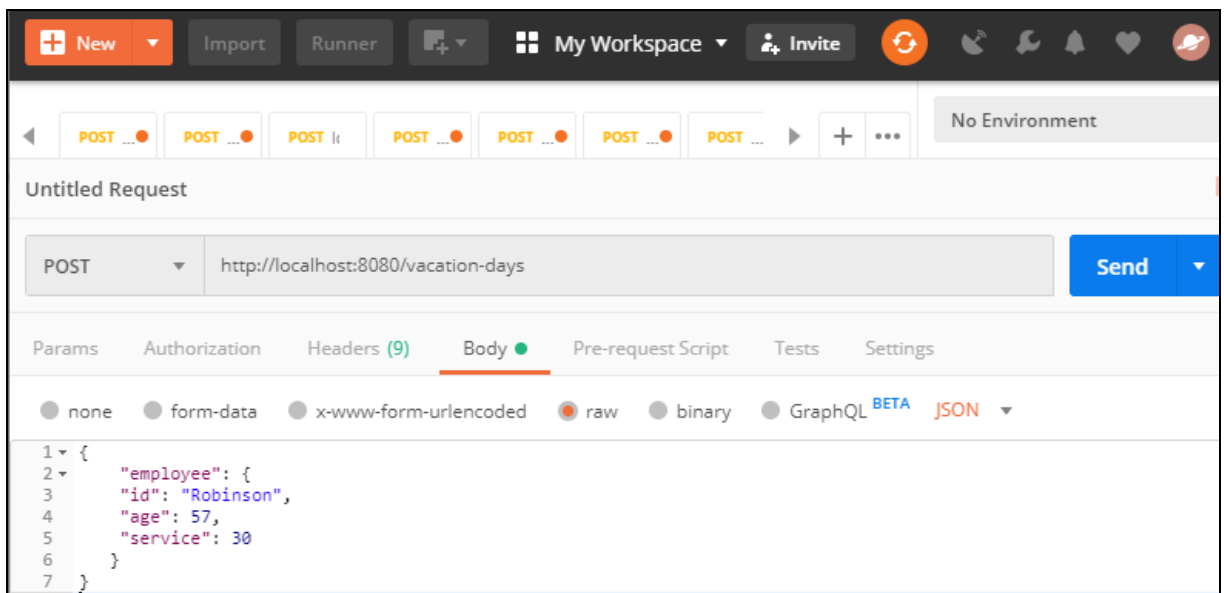 New Import Runner My Workspace Invite
POST ... POST ... POST POST ... POST ... POST ... POST ... No Environment
Untitled Request
POST http://localhost:8080/vacation-days Send
Params Authorization Headers (9) Body Pre-request Script Tests Settings
none form-data x-www-form-urlencoded raw binary GraphQL BETA JSON
1 {
2 "employee": {
3 "id": "Robinson",
4 "age": 57,
5 "service": 30
6 }
7 }